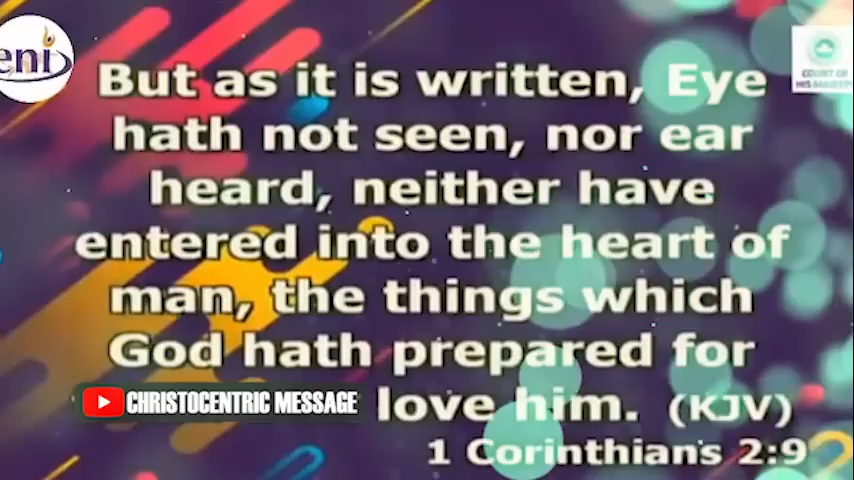 eni
COURT OF
But as it is written, Eye
hath not seen, nor ear
heard, neither have
entered into the heart of
man, the things which
God hath prepared for
CHRISTOCENTRIC MESSAGE
love him. (KJV)
1 Corinthians 2:9